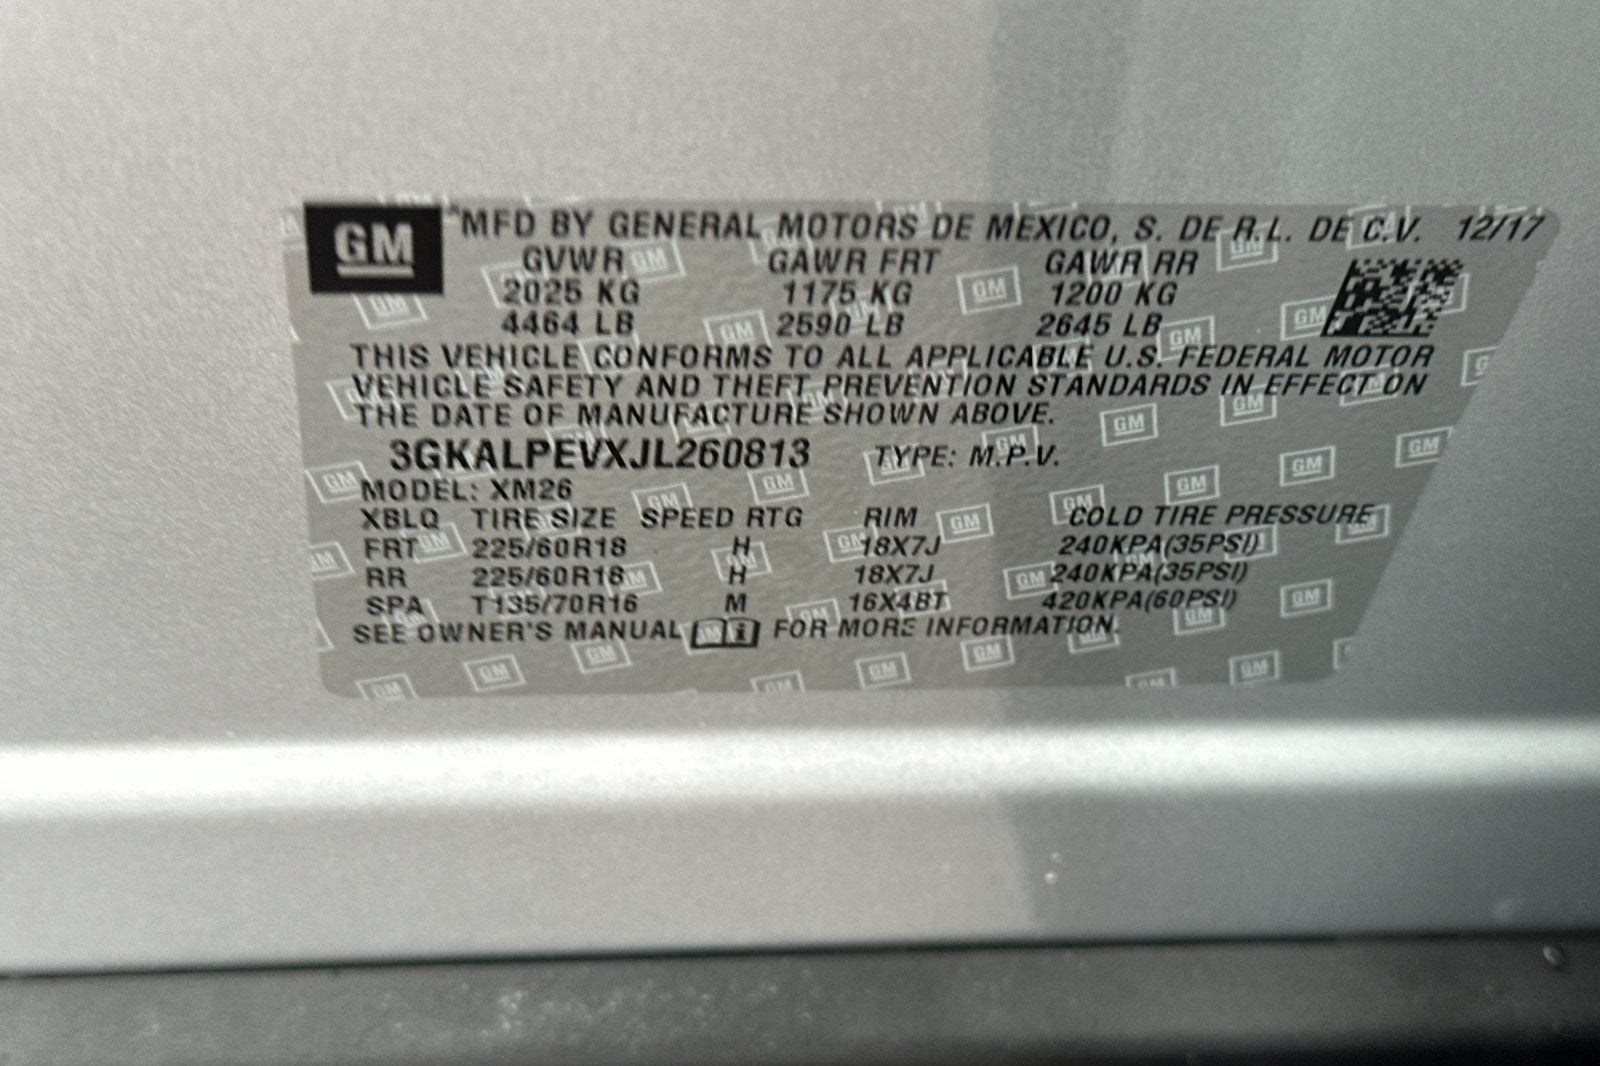 GM
*MFD BY GENERAL MOTORS DE MEXICO, S. DE R.L. DE C.V. 12/17
GVWR GAWR FRT GAWR RR
2025 KG 1175 KG 1200 KG
4464 LB 2590 LB 2645 LB
THIS VEHICLE CONFORMS TO ALL APPLICABLE U.S. FEDERAL MOTOR
VEHICLE SAFETY AND THEFT PREVENTION STANDARDS IN EFFECT ON
THE DATE OF MANUFACTURE SHOWN ABOVE.
3GKALPEVXJL260813 TYPE: M.P.V.
MODEL: XM26
XBLQ TIRE SIZE SPEED RTG RIM COLD TIRE PRESSURE
FRT 225/60R18 H 18X7J 240KPA(35PSI)
RR 225/60R18 H 18X7J 240KPA(35PSI)
SPA T135/70R16 M 16X4BT 420KPA(60PSI)
SEE OWNER'S MANUAL FOR MORE INFORMATION.